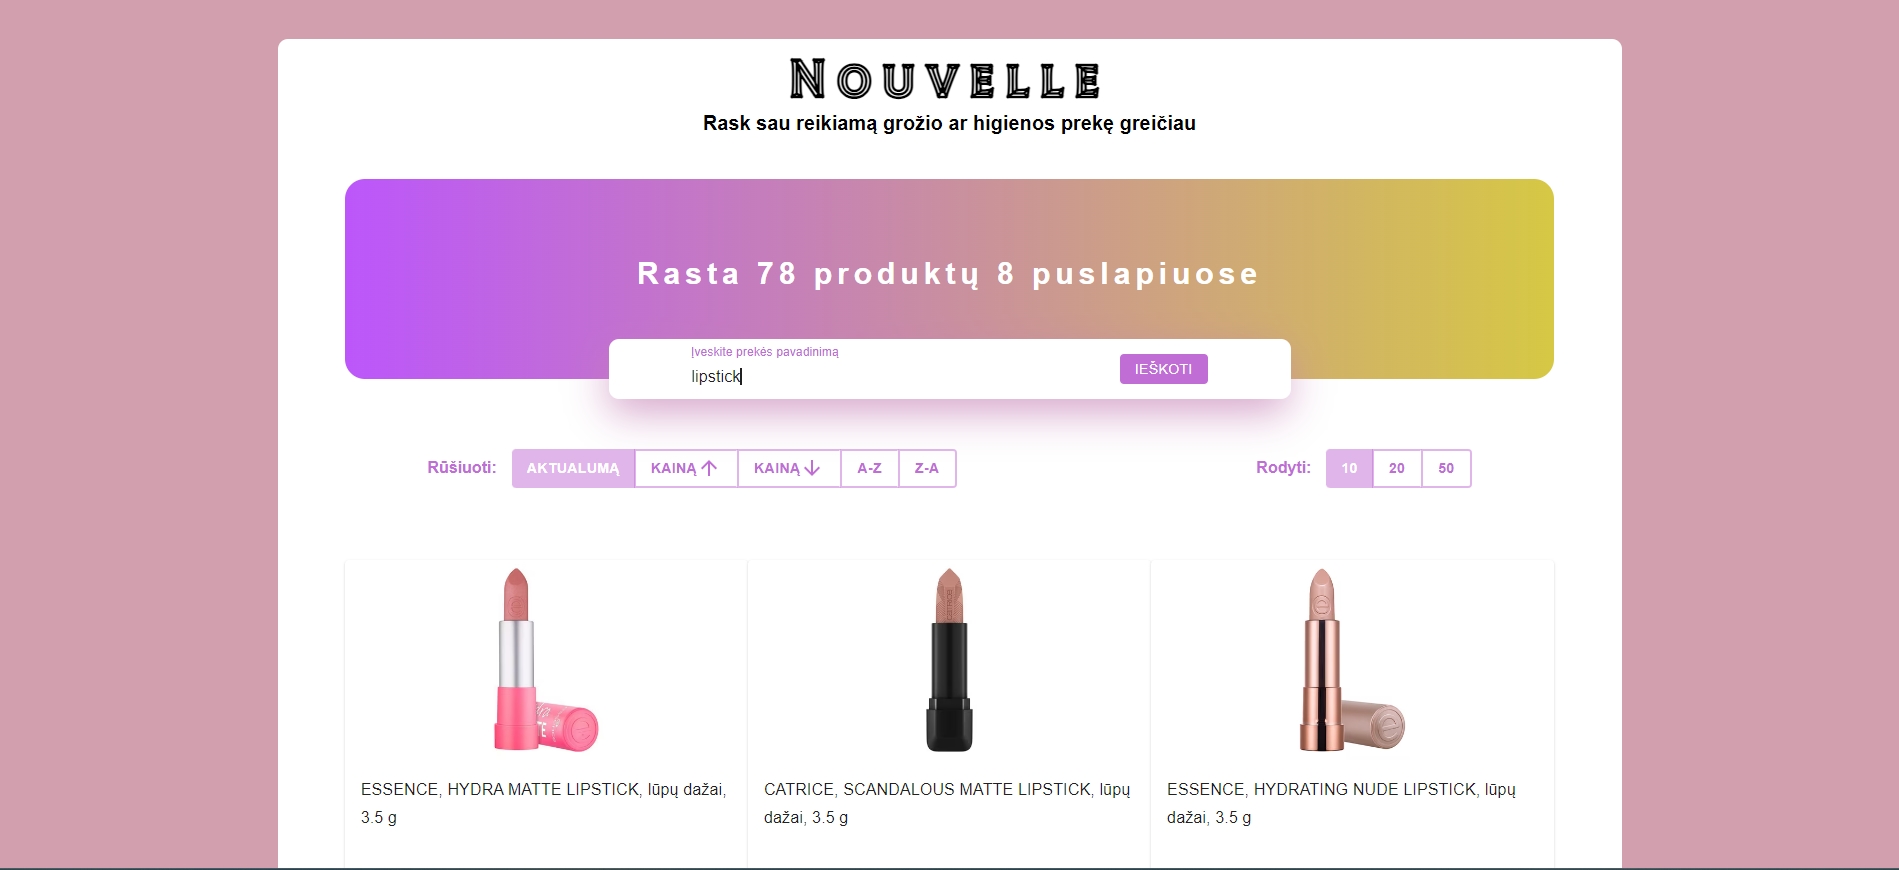 NOUVELLE
Rask sau reikiamą grožio ar higienos prekę greičiau
Rasta 78 produktų 8 puslapiuose
Įveskite prekės pavadinimą
lipstick
IEŠKOTI
Rūšiuoti: AKTUALUMĄ KAINĄ KAINĄ A-Z Z-A Rodyti: 10 20 50
ESSENCE, HYDRA MATTE LIPSTICK, lūpų dažai,
3.5 g
CATRICE, SCANDALOUS MATTE LIPSTICK, lūpų
dažai, 3.5 g
ESSENCE, HYDRATING NUDE LIPSTICK, lūpų
dažai, 3.5 g